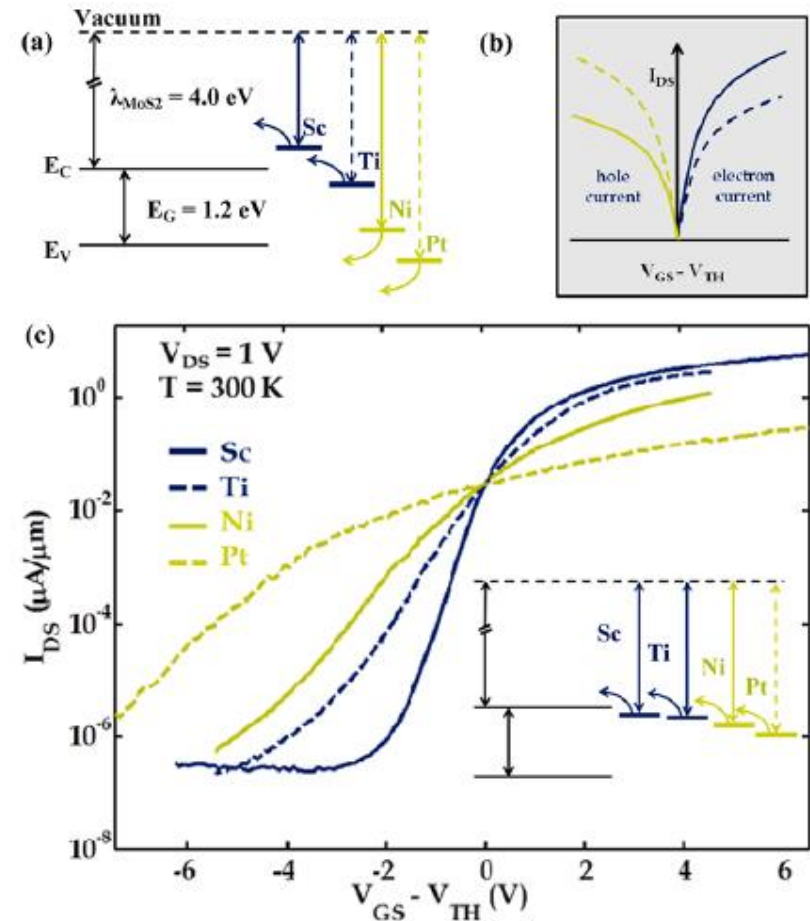 (a)
Vacuum
λMoS2 = 4.0 eV
Sc
Ti
EC
EG = 1.2 eV
Ni
EV
Pt
(b)
IDS
hole
current
electron
current
VGS - VTH
(c)
VDS = 1 V
T = 300 K
Sc
Ti
Ni
Pt
10^0
10^-2
10^-4
10^-6
10^-8
IDS (μA/μm)
Sc
Ti
Ni
Pt
-6 -4 -2 0 2 4 6
VGS - VTH (V)